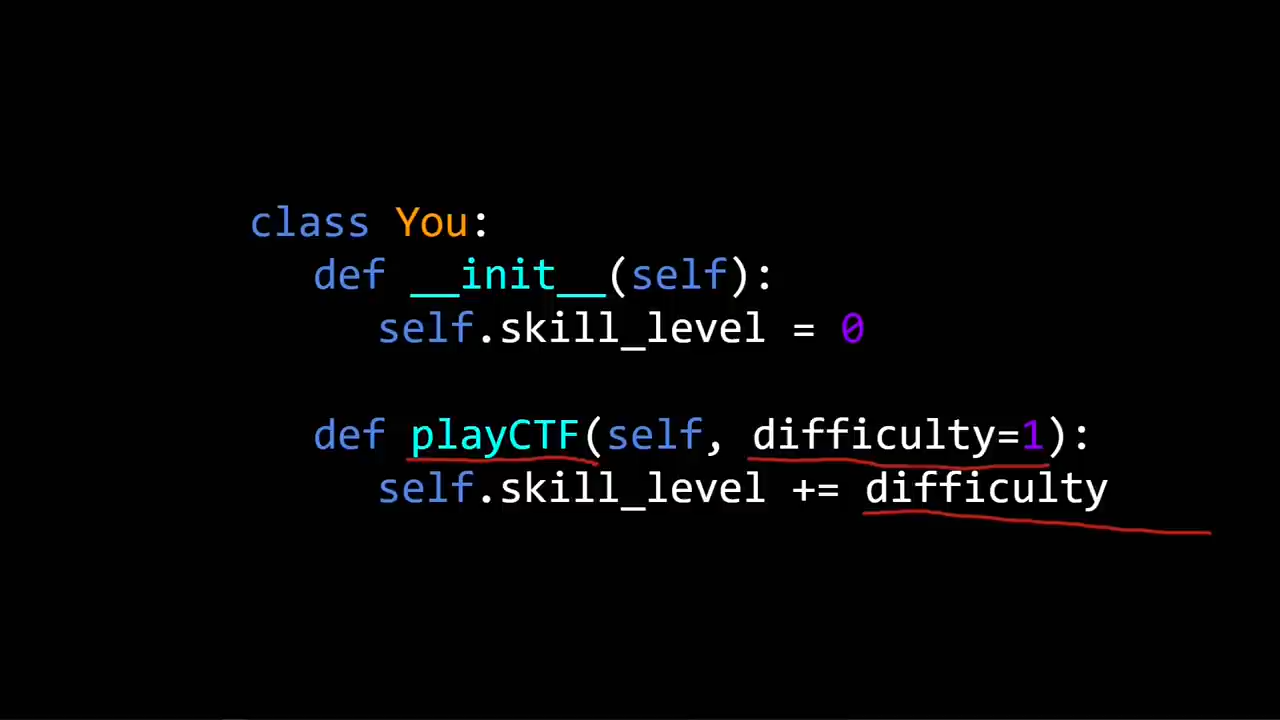 class You:
def __init__(self):
self.skill_level = 0
def playCTF(self, difficulty=1):
self.skill_level += difficulty